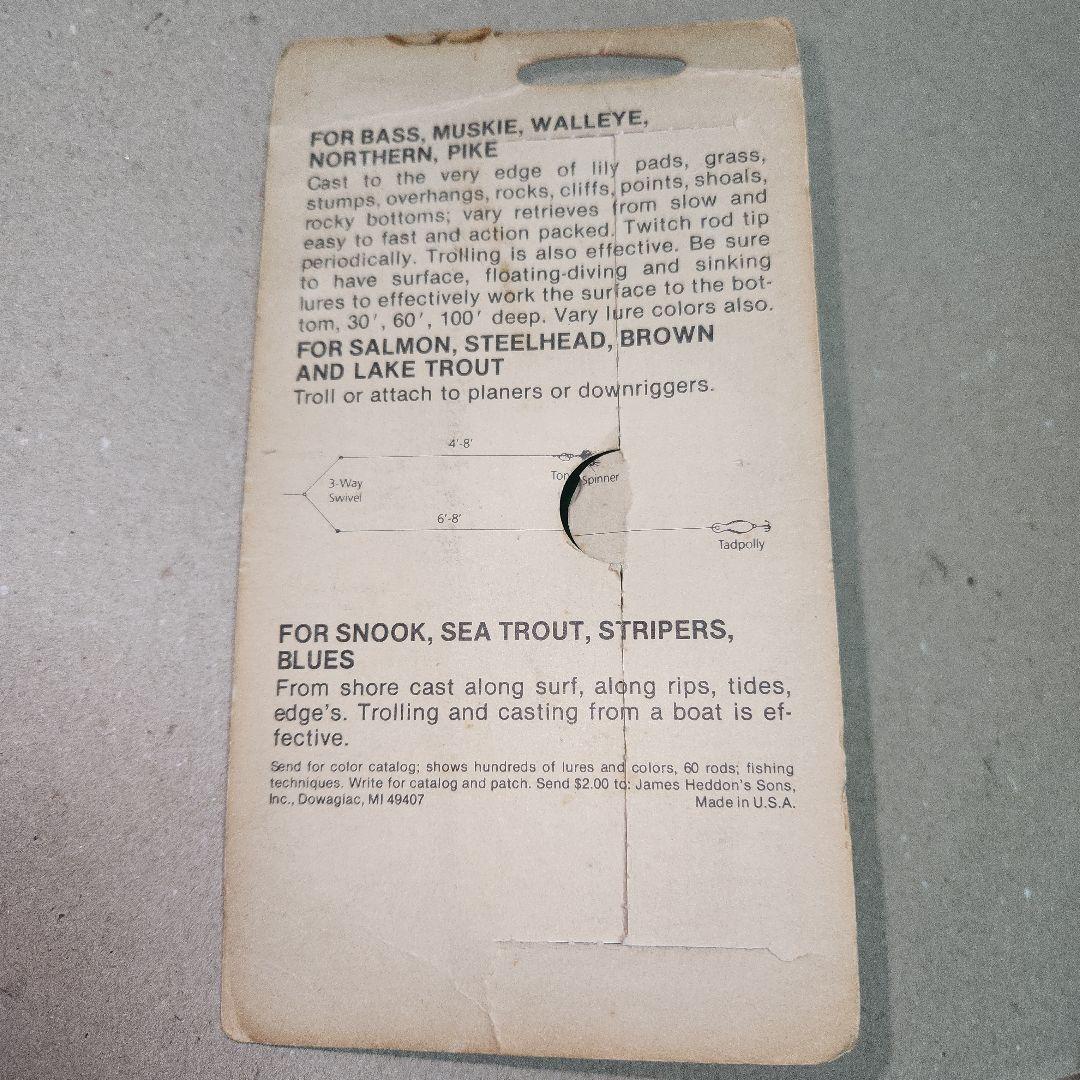 FOR BASS, MUSKIE, WALLEYE,
NORTHERN, PIKE
Cast to the very edge of lily pads, grass,
stumps, overhangs, rocks, cliffs, points, shoals,
rocky bottoms; vary retrieves from slow and
easy to fast and action packed. Twitch rod tip
periodically. Trolling is also effective. Be sure
to have surface, floating-diving and sinking
lures to effectively work the surface to the bot-
tom, 30', 60', 100' deep. Vary lure colors also.
FOR SALMON, STEELHEAD, BROWN
AND LAKE TROUT
Troll or attach to planers or downriggers.
4'-8'
3-Way
Swivel
Spinner
6'-8'
Tadpolly
FOR SNOOK, SEA TROUT, STRIPERS,
BLUES
From shore cast along surf, along rips, tides,
edge's. Trolling and casting from a boat is ef-
fective.
Send for color catalog; shows hundreds of lures and colors, 60 rods; fishing
techniques. Write for catalog and patch. Send $2.00 to: James Heddon's Sons,
Inc., Dowagiac, MI 49407 Made in U.S.A.